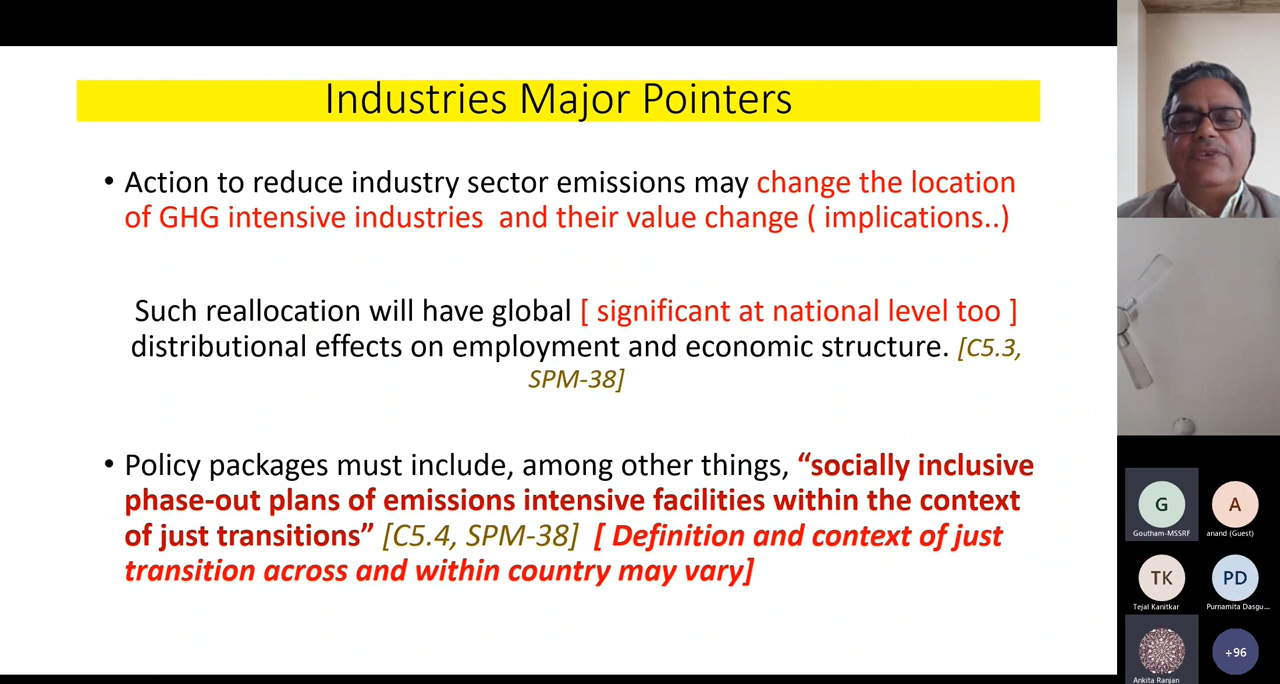 Industries Major Pointers
• Action to reduce industry sector emissions may change the location
of GHG intensive industries and their value change ( implications..)
Such reallocation will have global [ significant at national level too ]
distributional effects on employment and economic structure. [C5.3,
SPM-38]
• Policy packages must include, among other things, “socially inclusive
phase-out plans of emissions intensive facilities within the context
of just transitions” [C5.4, SPM-38] [ Definition and context of just
transition across and within country may vary]
G
Goutham-MSSRF
A
anand (Guest)
TK
Tejal Kanitkar
PD
Purnamita Dasgu...
Ankita Ranjan
+96